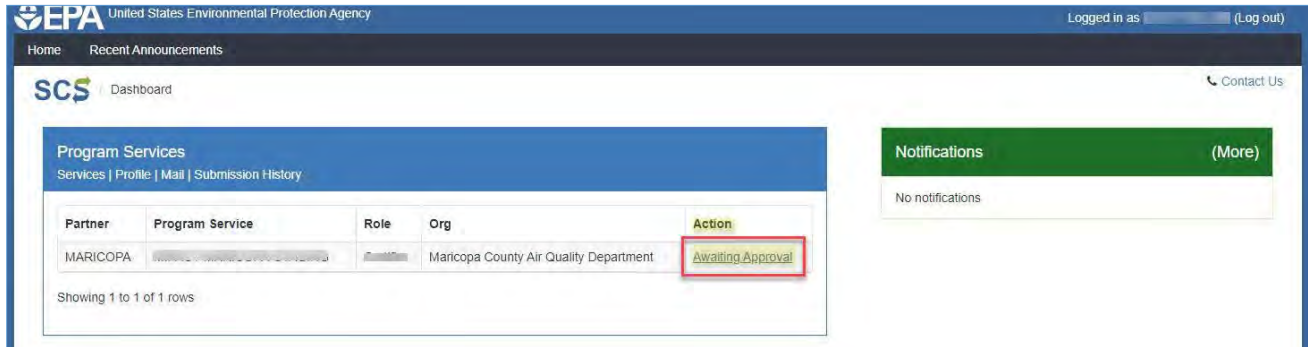 EPA United States Environmental Protection Agency
Logged in as (Log out)
Home Recent Announcements
SCS Dashboard
Contact Us
Program Services
Services | Profile | Mail | Submission History
Notifications (More)
No notifications
Partner Program Service Role Org Action
MARICOPA Maricopa County Air Quality Department Awaiting Approval
Showing 1 to 1 of 1 rows